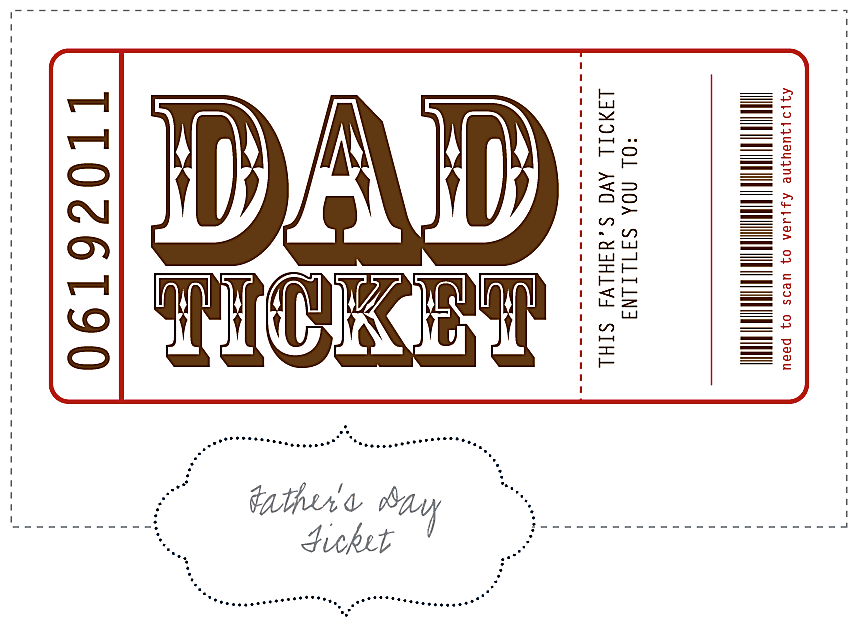 06192011
DAD
TICKET
THIS FATHER'S DAY TICKET
ENTITLES YOU TO:
need to scan to verify authenticity
Father's Day
Ticket